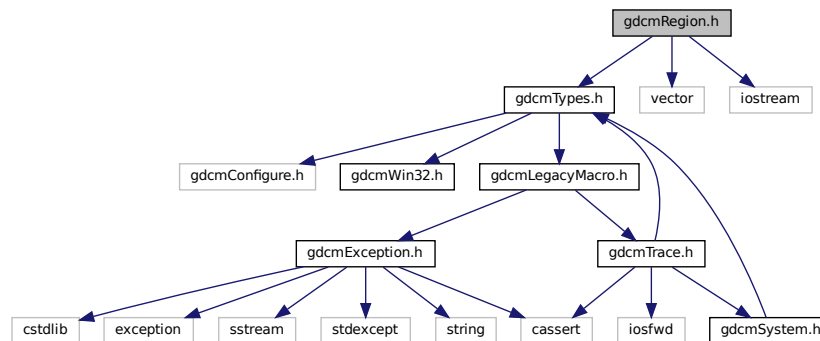 gdcmRegion.h
gdcmTypes.h
vector
iostream
gdcmConfigure.h
gdcmWin32.h
gdcmLegacyMacro.h
gdcmException.h
gdcmTrace.h
cstdlib
exception
sstream
stdexcept
string
cassert
iosfwd
gdcmSystem.h